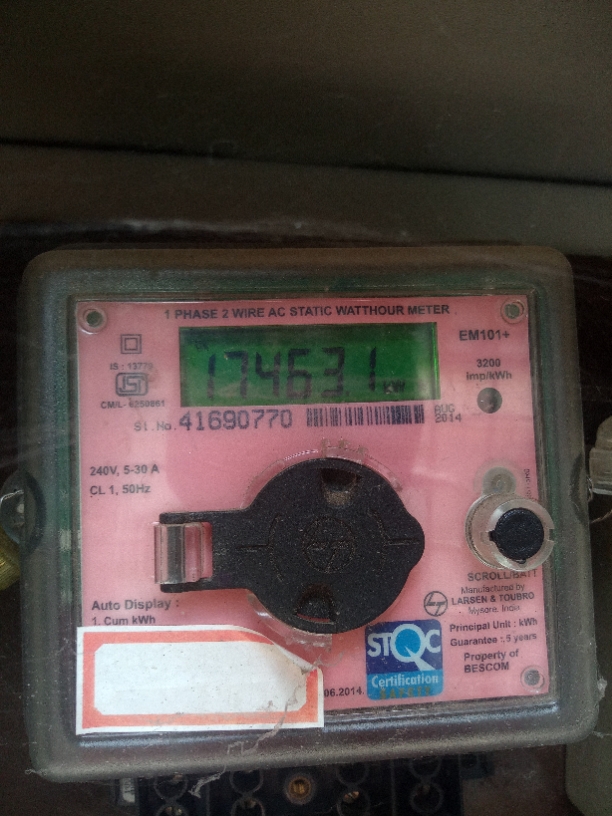 1 PHASE 2 WIRE AC STATIC WATTHOUR METER
EM101+
17463.1 kW
IS - 13779
ISI
CM/L-
3200
imp/kWh
Sl.No. 41690770
AUG
2014
240V, 5-30 A
CL 1, 50Hz
SCROLL/BATT
Manufactured by
LARSEN & TOUBRO
Mysore, India
Auto Display :
1. Cum kWh
Principal Unit : kWh
Guarantee : 5 years
Property of
BESCOM
STQC
Certification
06.2014.